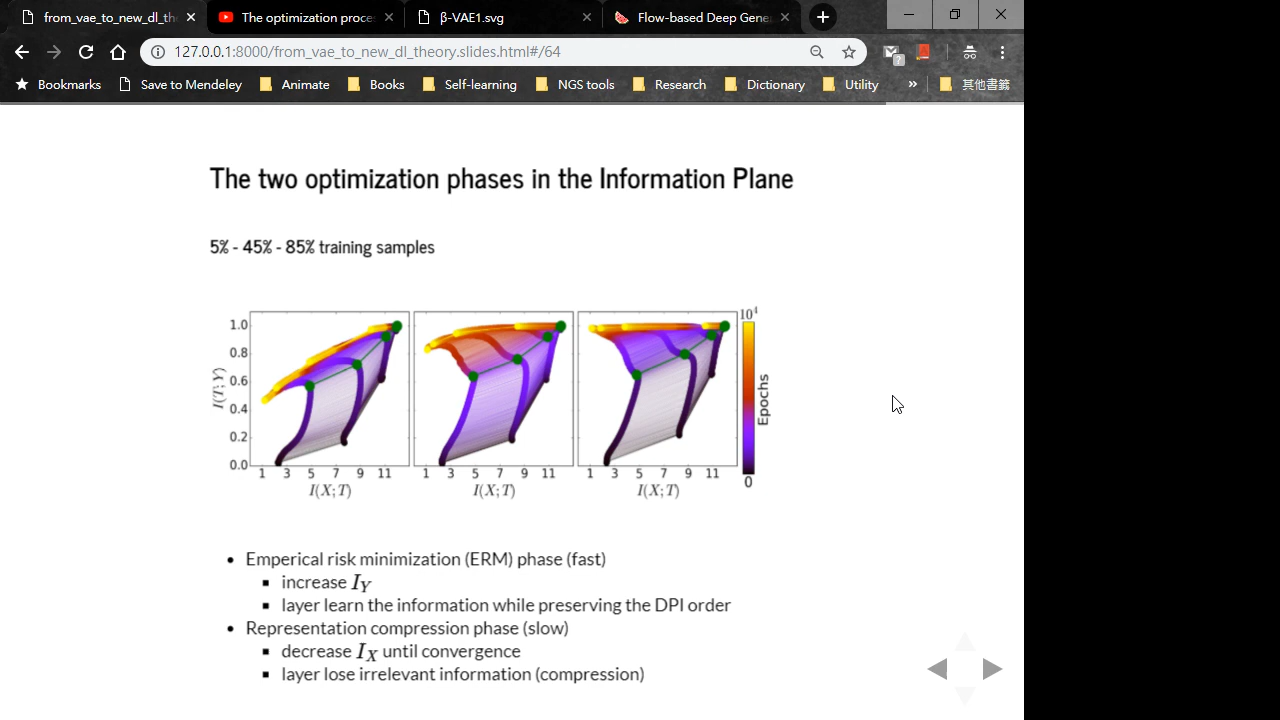 from_vae_to_new_dl_th
The optimization proce
β-VAE1.svg
Flow-based Deep Gene
127.0.0.1:8000/from_vae_to_new_dl_theory.slides.html#/64
Bookmarks Save to Mendeley Animate Books Self-learning NGS tools Research Dictionary Utility » 其他書籤
The two optimization phases in the Information Plane
5% - 45% - 85% training samples
I(T;Y)
1.0
0.8
0.6
0.4
0.2
0.0
1 3 5 7 9 11
I(X;T)
1 3 5 7 9 11
I(X;T)
1 3 5 7 9 11
I(X;T)
10⁴
Epochs
0
• Emperical risk minimization (ERM) phase (fast)
▪ increase I_Y
▪ layer learn the information while preserving the DPI order
• Representation compression phase (slow)
▪ decrease I_X until convergence
▪ layer lose irrelevant information (compression)